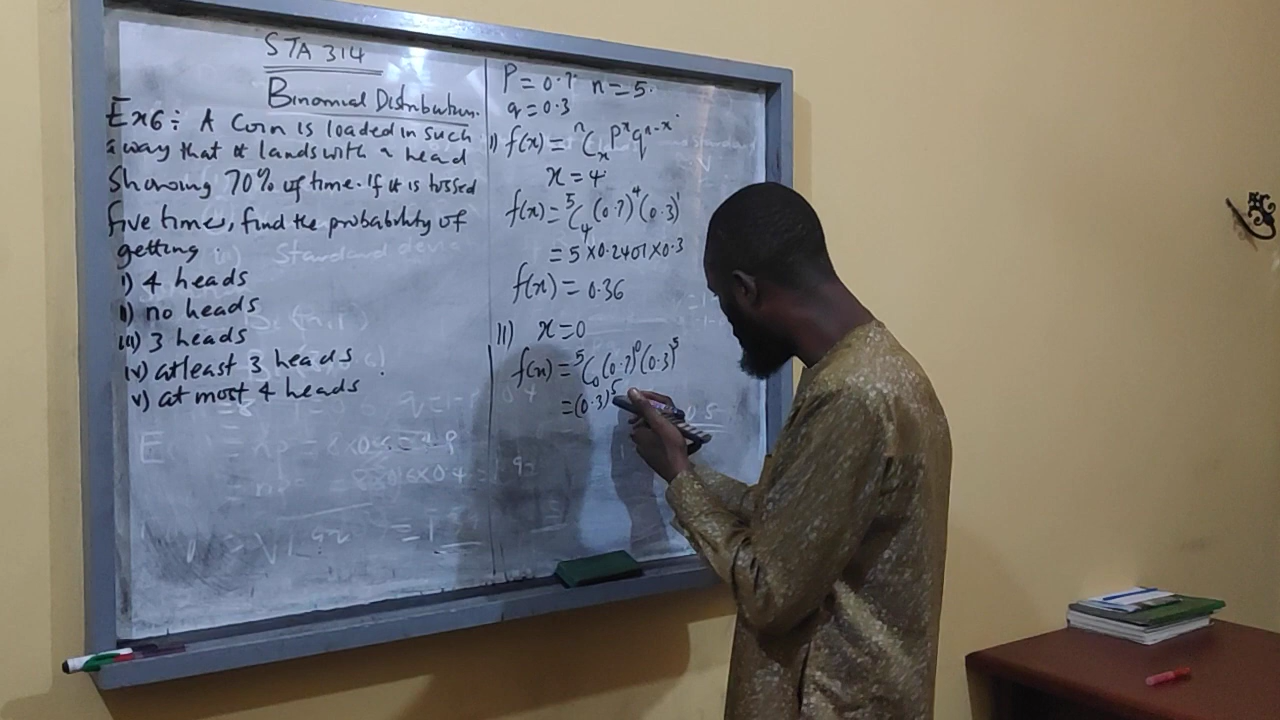 STA 314
Binomial Distribution.
Ex6: A Coin is loaded in such
a way that it lands with a head
Showing 70% of time. If it is tossed
five times, find the probability of
getting
i) 4 heads
ii) no heads
iii) 3 heads
iv) atleast 3 heads
v) at most 4 heads
P = 0.7 n = 5.
q = 0.3
i) f(x) = ⁿCₓ pˣ qⁿ⁻ˣ
x = 4
f(x) = ⁵C₄ (0.7)⁴ (0.3)¹
= 5 × 0.2401 × 0.3
f(x) = 0.36
ii) x = 0
f(x) = ⁵C₀ (0.7)⁰ (0.3)⁵
= (0.3)⁵